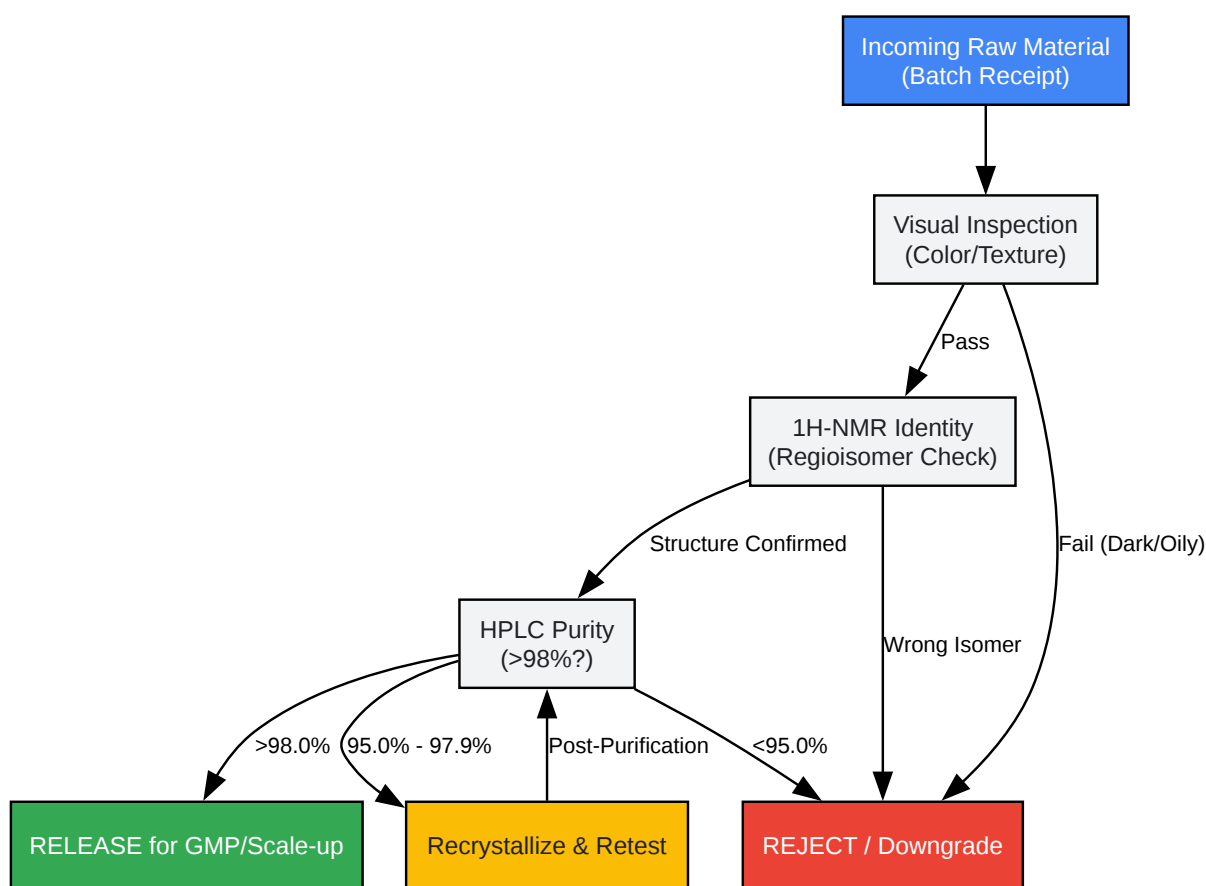 Incoming Raw Material
(Batch Receipt)
Visual Inspection
(Color/Texture)
Pass
1H-NMR Identity
(Regioisomer Check)
Structure Confirmed
Fail (Dark/Oily)
HPLC Purity
(>98%?)
Wrong Isomer
>98.0%
95.0% - 97.9%
Post-Purification
<95.0%
RELEASE for GMP/Scale-up
Recrystallize & Retest
REJECT / Downgrade